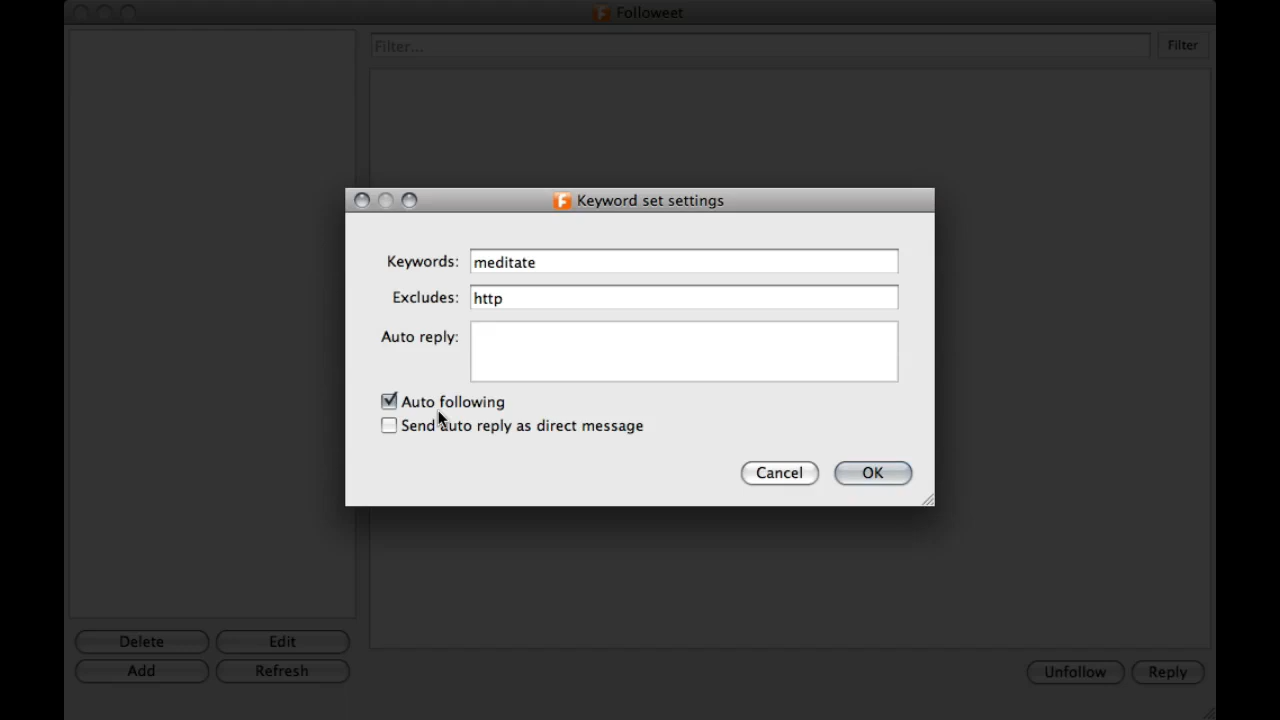 Followeet
Filter...
Filter
Keyword set settings
Keywords: meditate
Excludes: http
Auto reply:
Auto following
Send auto reply as direct message
Cancel OK
Delete Edit
Add Refresh
Unfollow Reply